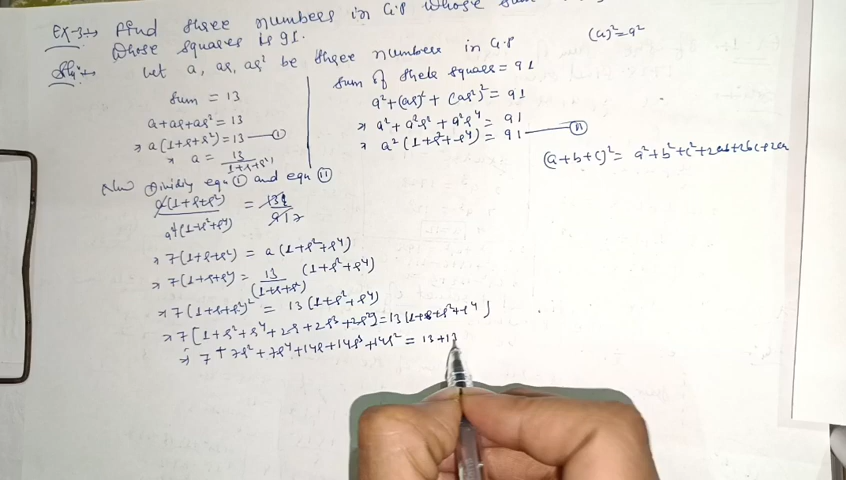 Ex-3:→ Find three numbers in G.P whose sum
whose squares is 91.
Soln:→ let a, ar, ar² be three numbers in G.P
(a)² = a²
Sum = 13
a+ar+ar² = 13
⇒ a(1+r+r²) = 13 —— (I)
⇒ a = 13/(1+r+r²)
Sum of their squares = 91
a² + (ar)² + (ar²)² = 91
⇒ a² + a²r² + a²r⁴ = 91
⇒ a²(1+r²+r⁴) = 91 —— (II)
(a+b+c)² = a²+b²+c²+2ab+2bc+2ca
Now Dividing eqn (I) and eqn (II)
a(1+r+r²)/a²(1+r²+r⁴) = 13 1/91 7
⇒ 7(1+r+r²) = a(1+r²+r⁴)
⇒ 7(1+r+r²) = 13/(1+r+r²) (1+r²+r⁴)
⇒ 7(1+r+r²)² = 13(1+r²+r⁴)
⇒ 7[1+r²+r⁴+2r+2r³+2r²] = 13(1+r²+r⁴)
⇒ 7+7r²+7r⁴+14r+14r³+14r² = 13+13